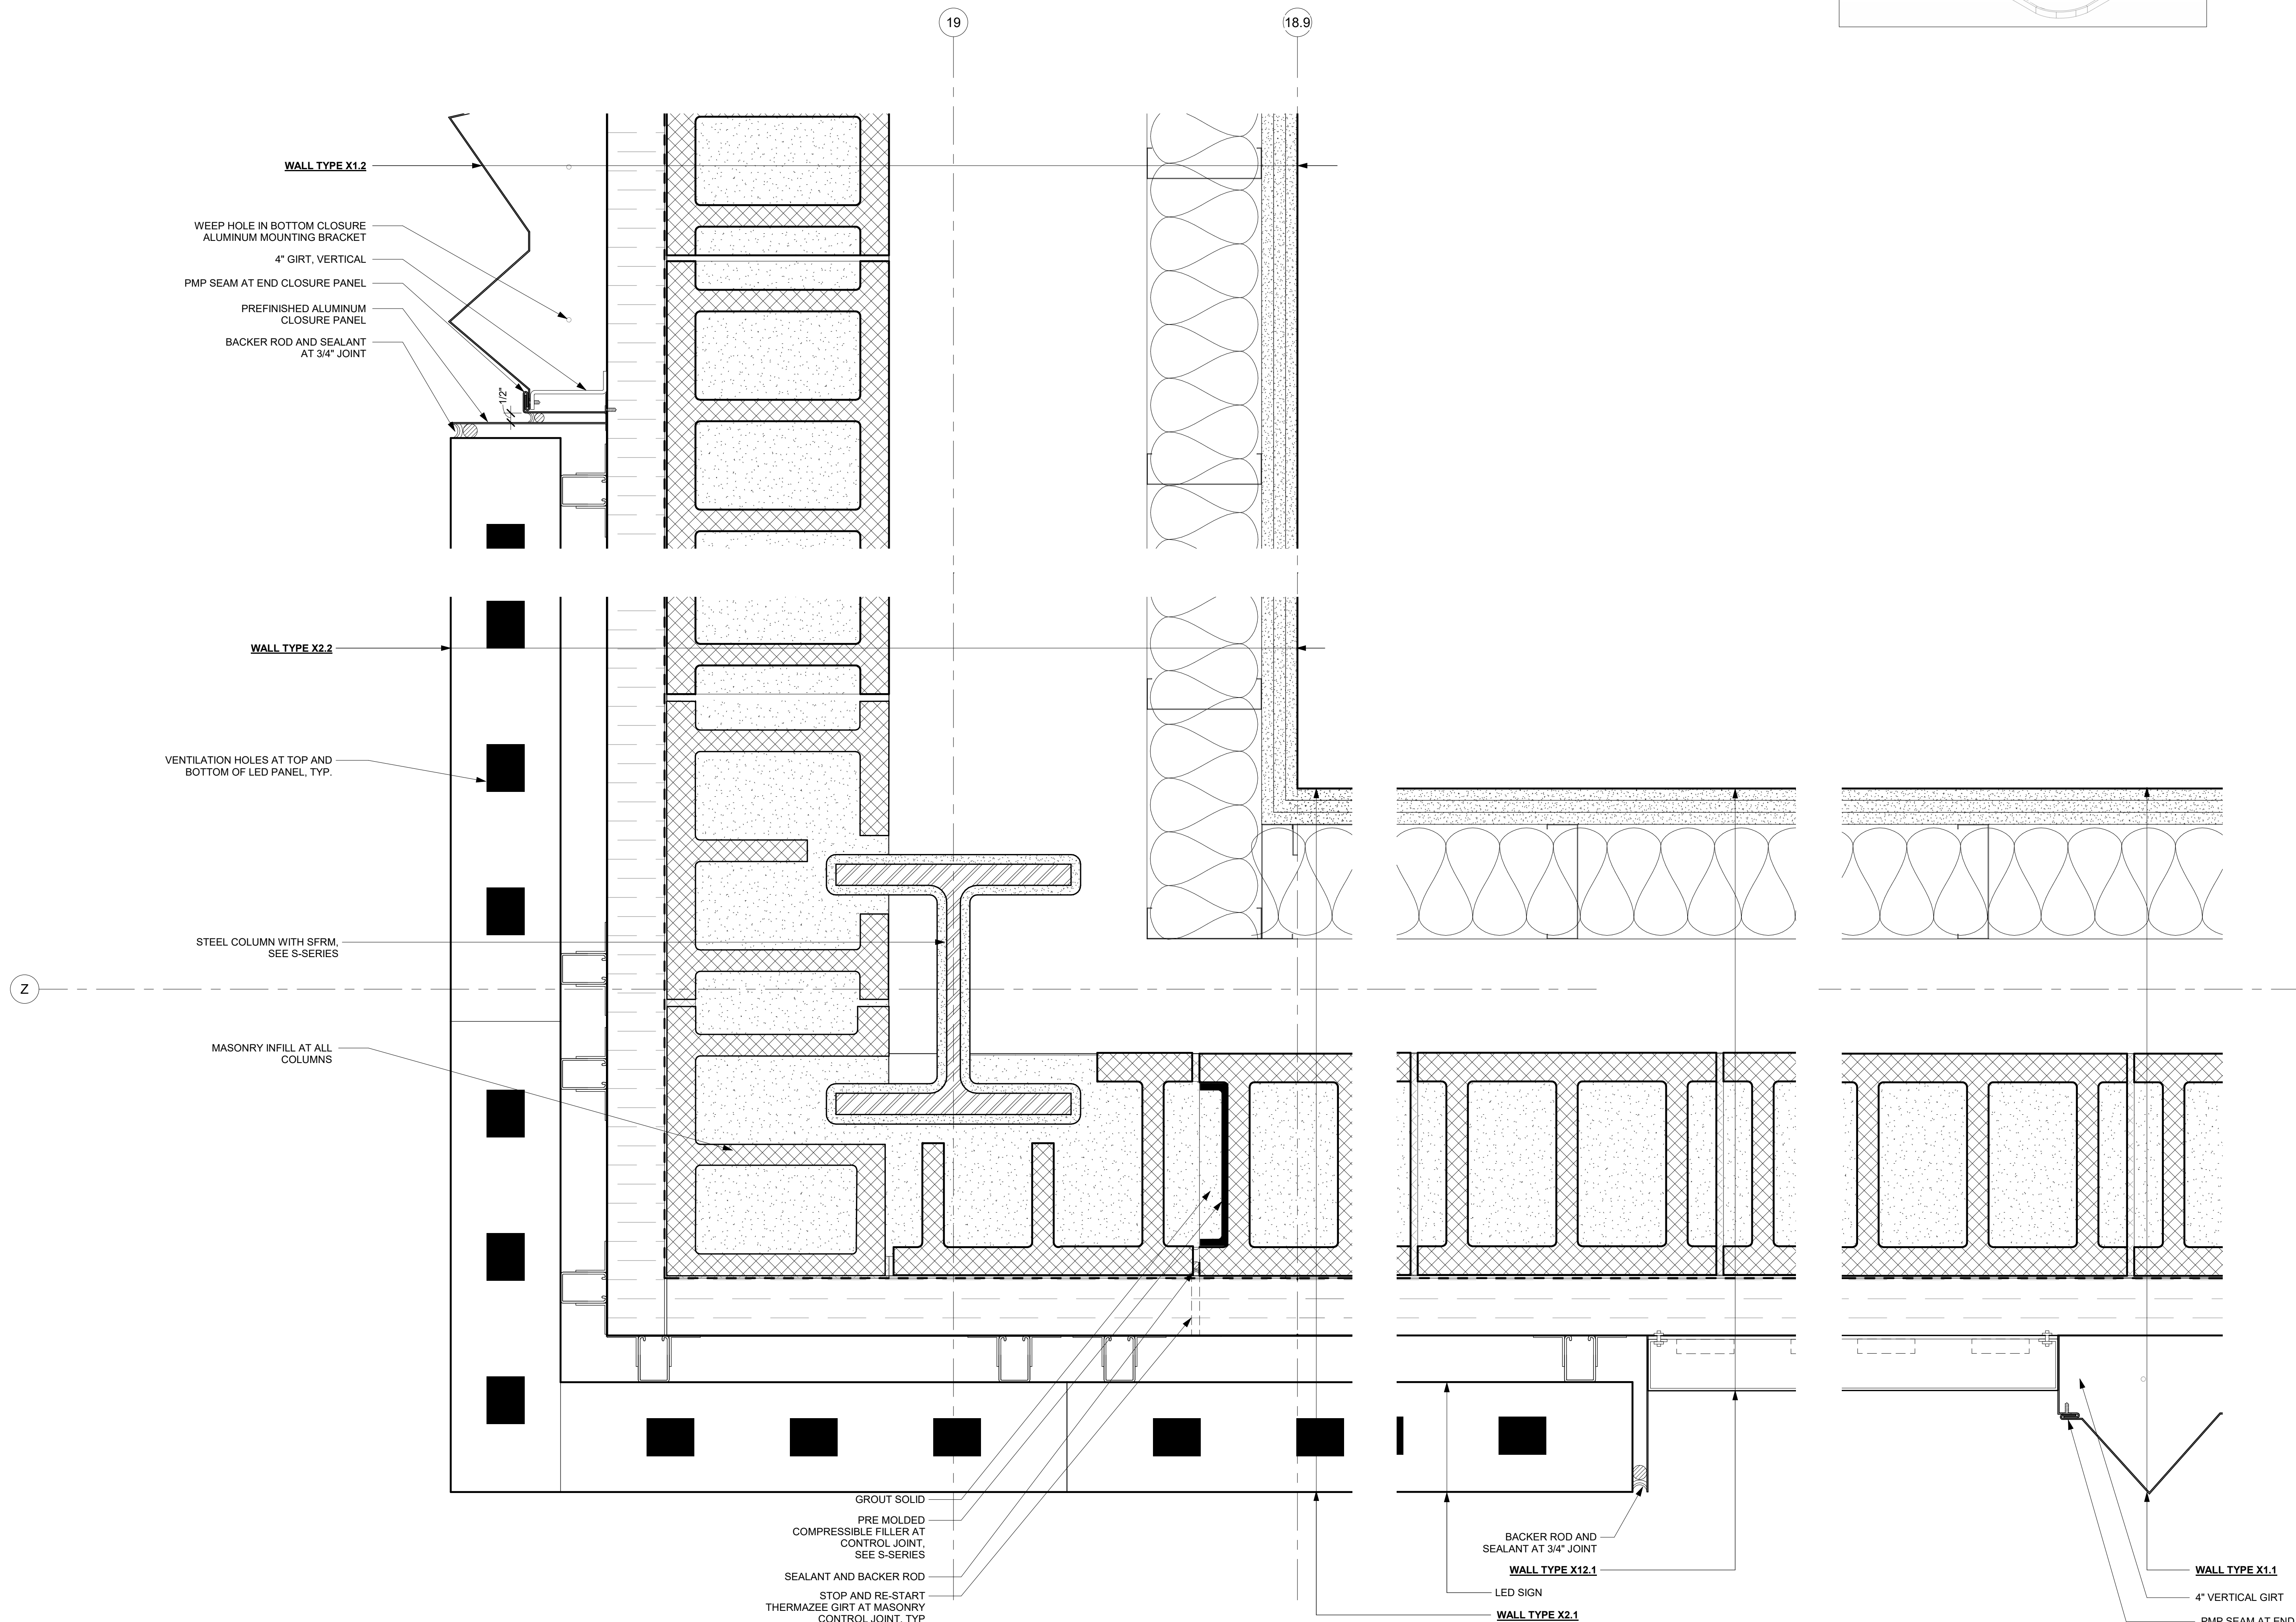 19
18.9
WALL TYPE X1.2
WEEP HOLE IN BOTTOM CLOSURE
ALUMINUM MOUNTING BRACKET
4" GIRT, VERTICAL
PMP SEAM AT END CLOSURE PANEL
PREFINISHED ALUMINUM
CLOSURE PANEL
BACKER ROD AND SEALANT
AT 3/4" JOINT
1/2"
WALL TYPE X2.2
VENTILATION HOLES AT TOP AND
BOTTOM OF LED PANEL, TYP.
STEEL COLUMN WITH SFRM,
SEE S-SERIES
Z
MASONRY INFILL AT ALL
COLUMNS
GROUT SOLID
PRE MOLDED
COMPRESSIBLE FILLER AT
CONTROL JOINT,
SEE S-SERIES
SEALANT AND BACKER ROD
STOP AND RE-START
THERMAZEE GIRT AT MASONRY
CONTROL JOINT, TYP
BACKER ROD AND
SEALANT AT 3/4" JOINT
WALL TYPE X12.1
LED SIGN
WALL TYPE X2.1
WALL TYPE X1.1
4" VERTICAL GIRT
PMP SEAM AT END